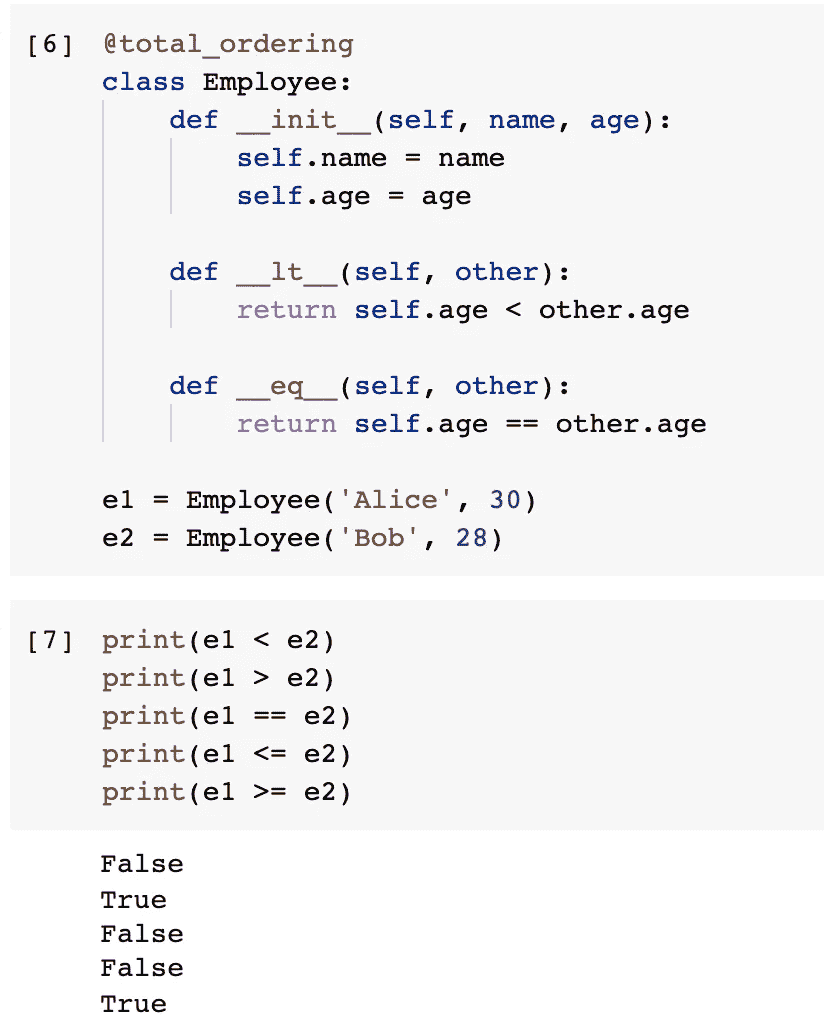 [6] @total_ordering
class Employee:
    def __init__(self, name, age):
        self.name = name
        self.age = age
    def __lt__(self, other):
        return self.age < other.age
    def __eq__(self, other):
        return self.age == other.age
e1 = Employee('Alice', 30)
e2 = Employee('Bob', 28)
[7] print(e1 < e2)
print(e1 > e2)
print(e1 == e2)
print(e1 <= e2)
print(e1 >= e2)
False
True
False
False
True